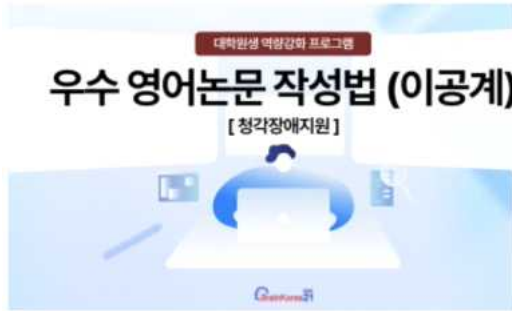 대학원생 역량강화 프로그램
우수 영어논문 작성법 (이공계)
[ 청각장애지원 ]
BrainKorea21